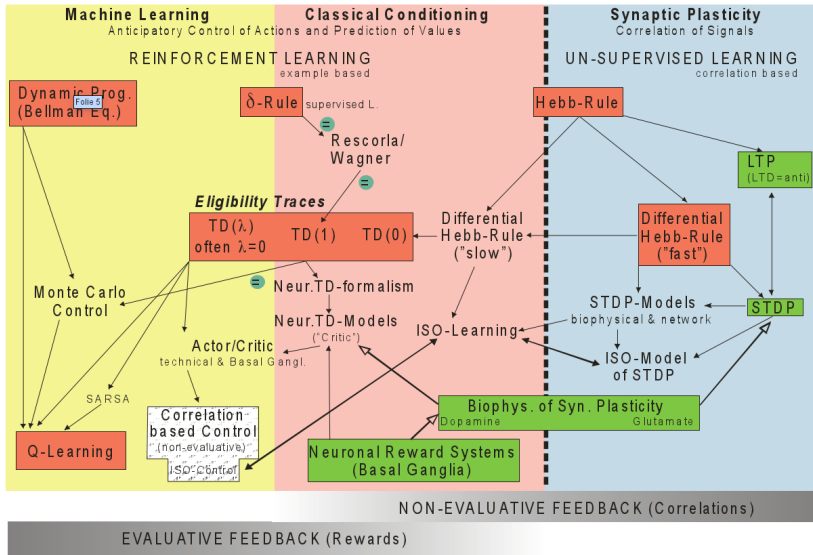 Machine Learning
Classical Conditioning
Synaptic Plasticity
Anticipatory Control of Actions and Prediction of Values
Correlation of Signals
REINFORCEMENT LEARNING
example based
UN-SUPERVISED LEARNING
correlation based
Dynamic Prog.
(Bellman Eq.)
Folie 5
δ-Rule
supervised L.
Hebb-Rule
=
Rescorla/
Wagner
LTP
(LTD=anti)
=
Eligibility Traces
TD(λ)
often λ=0
TD(1)
TD(0)
Differential
Hebb-Rule
("slow")
Differential
Hebb-Rule
("fast")
=
Neur.TD-formalism
Monte Carlo
Control
STDP-Models
biophysical & network
STDP
Neur.TD-Models
("Critic")
ISO-Learning
Actor/Critic
technical & Basal Gangl.
ISO-Model
of STDP
SARSA
Correlation
based Control
(non-evaluative)
ISO-Control
Biophys. of Syn. Plasticity
Dopamine
Glutamate
Q-Learning
Neuronal Reward Systems
(Basal Ganglia)
NON-EVALUATIVE FEEDBACK (Correlations)
EVALUATIVE FEEDBACK (Rewards)